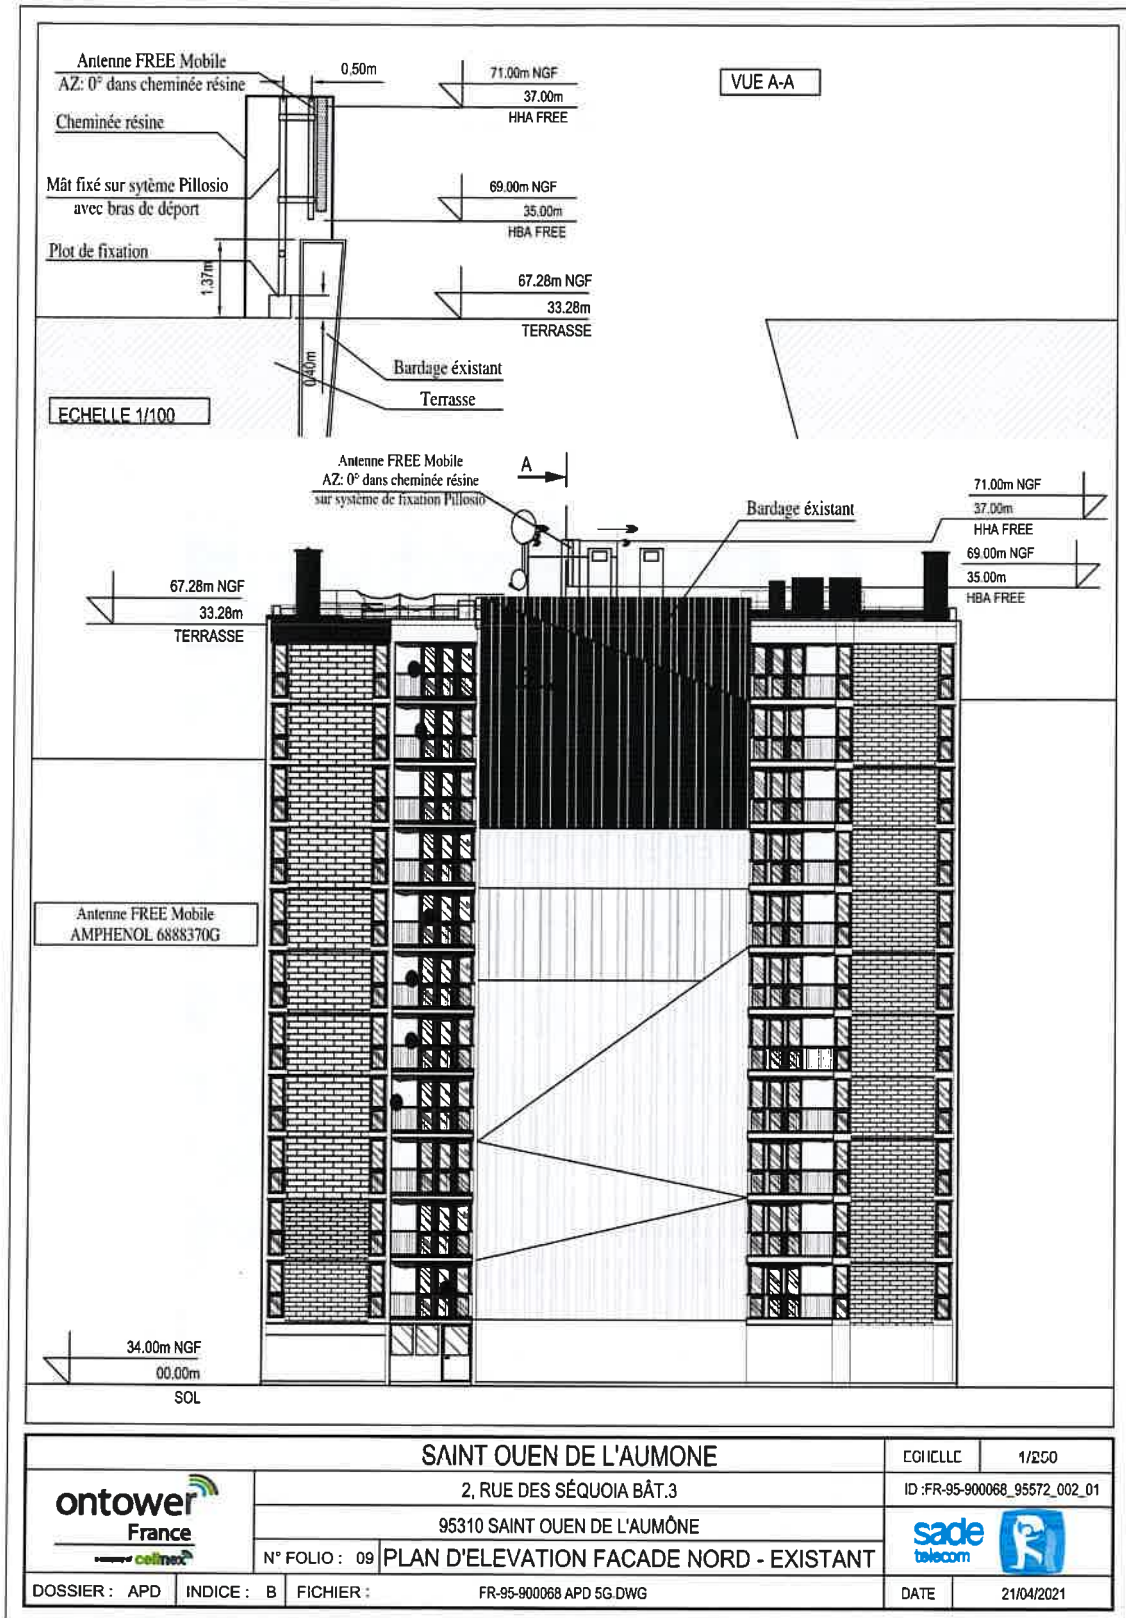 Antenne FREE Mobile
AZ: 0° dans cheminée résine
0,50m
71.00m NGF
37.00m
HHA FREE
VUE A-A
Cheminée résine
Mât fixé sur sytème Pillosio
avec bras de déport
69.00m NGF
35.00m
HBA FREE
Plot de fixation
1.37m
67.28m NGF
33.28m
TERRASSE
0,40m
Bardage éxistant
Terrasse
ECHELLE 1/100
Antenne FREE Mobile
AZ: 0° dans cheminée résine
sur système de fixation Pillosio
A
Bardage éxistant
71.00m NGF
37.00m
HHA FREE
69.00m NGF
35.00m
HBA FREE
67.28m NGF
33.28m
TERRASSE
Antenne FREE Mobile
AMPHENOL 6888370G
34.00m NGF
00.00m
SOL
SAINT OUEN DE L'AUMONE
ECHELLE 1/250
ontower
France
cellnex
2, RUE DES SÉQUOIA BÂT.3
ID :FR-95-900068_95572_002_01
95310 SAINT OUEN DE L'AUMÔNE
sade
telecom
N° FOLIO : 09 PLAN D'ELEVATION FACADE NORD - EXISTANT
DOSSIER : APD INDICE : B FICHIER : FR-95-900068 APD 5G.DWG DATE 21/04/2021